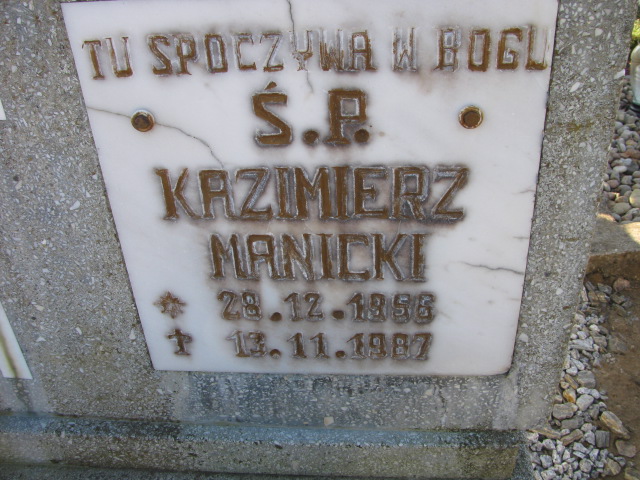 TU SPOCZYWA W BOGU
Ś.P.
KAZIMIERZ
MANICKI
* 28.12.1956
✝ 13.11.1987